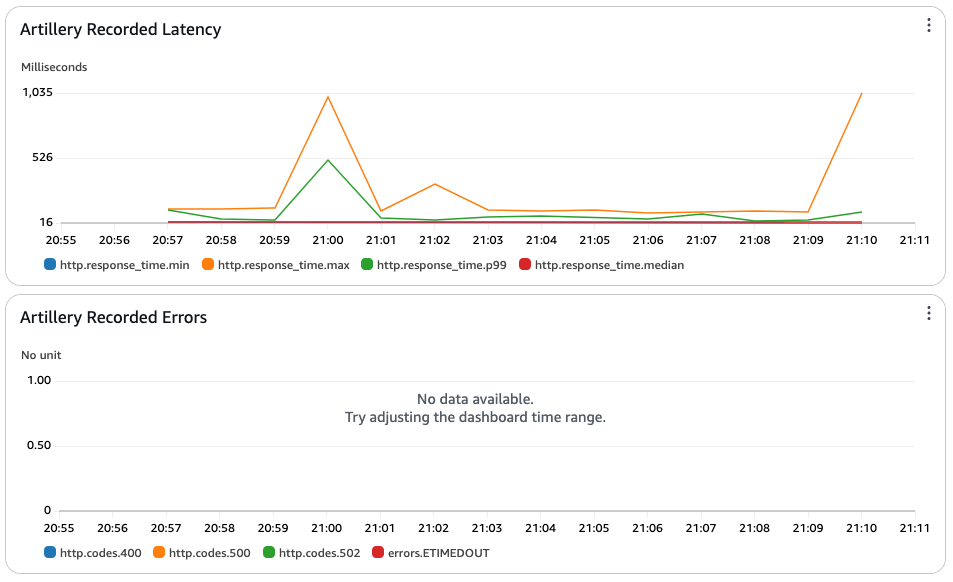 Artillery Recorded Latency
Milliseconds
1,035
526
16
20:55 20:56 20:57 20:58 20:59 21:00 21:01 21:02 21:03 21:04 21:05 21:06 21:07 21:08 21:09 21:10 21:11
http.response_time.min http.response_time.max http.response_time.p99 http.response_time.median
Artillery Recorded Errors
No unit
1.00
No data available.
Try adjusting the dashboard time range.
0.50
0
20:55 20:56 20:57 20:58 20:59 21:00 21:01 21:02 21:03 21:04 21:05 21:06 21:07 21:08 21:09 21:10 21:11
http.codes.400 http.codes.500 http.codes.502 errors.ETIMEDOUT